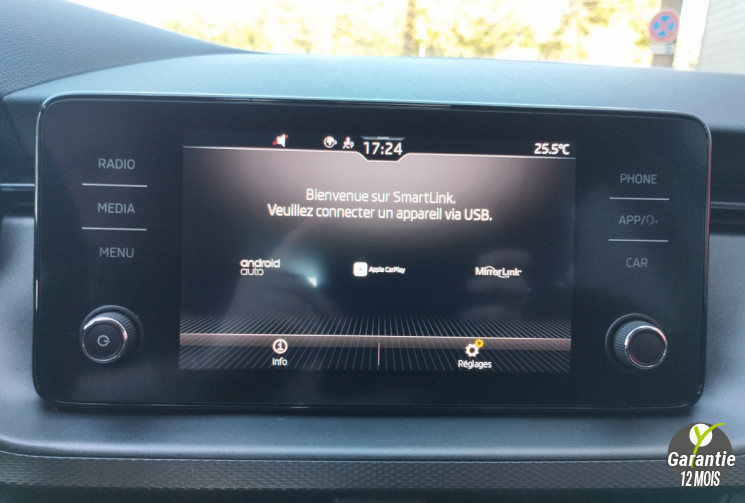 17:24
25.5°C
RADIO
MEDIA
MENU
Bienvenue sur SmartLink.
Veuillez connecter un appareil via USB.
android auto
Apple CarPlay
MirrorLink
Info
Réglages
PHONE
APP/
CAR
Garantie
12 MOIS